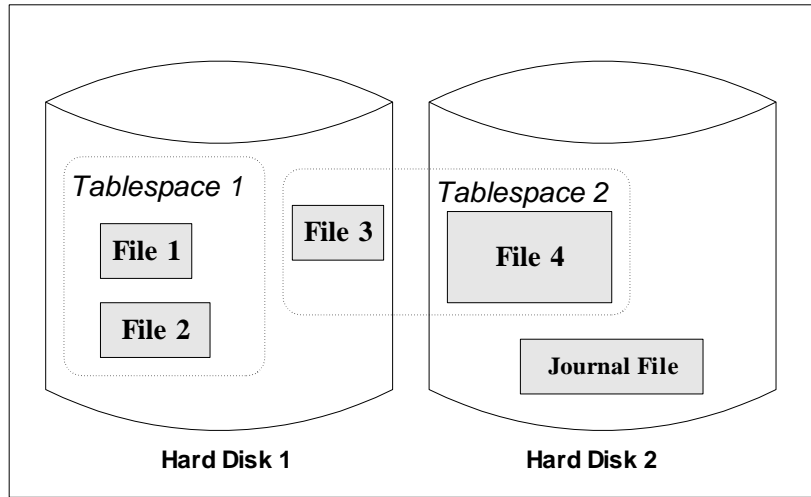 Tablespace 1
Tablespace 2
File 1
File 3
File 4
File 2
Journal File
Hard Disk 1
Hard Disk 2